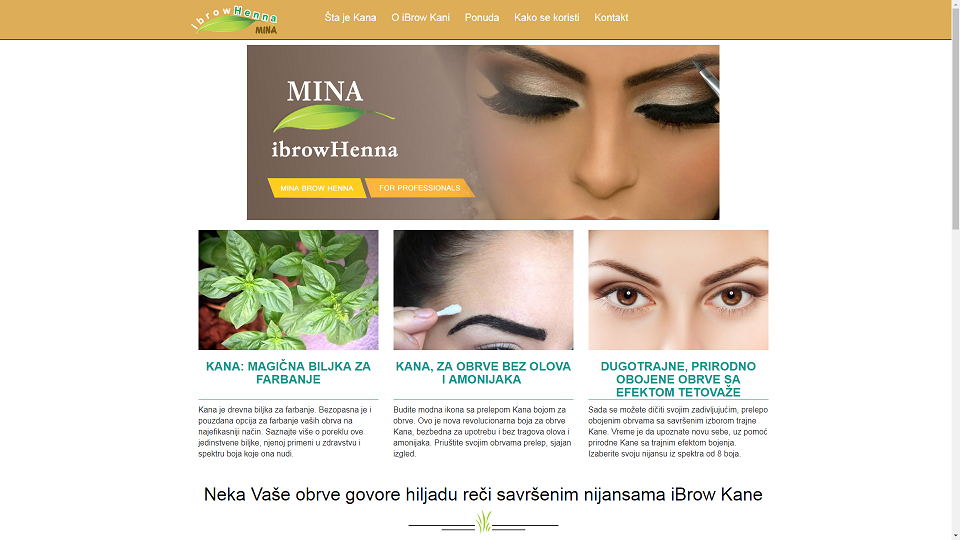 IbrowHenna
MINA
Šta je Kana O iBrow Kani Ponuda Kako se koristi Kontakt
MINA
ibrowHenna
MINA BROW HENNA FOR PROFESSIONALS
KANA: MAGIČNA BILJKA ZA
FARBANJE
Kana je drevna biljka za farbanje. Bezopasna je i
pouzdana opcija za farbanje vaših obrva na
najefikasniji način. Saznajte više o poreklu ove
jedinstvene biljke, njenoj primeni u zdravstvu i
spektru boja koje ona nudi.
KANA, ZA OBRVE BEZ OLOVA
I AMONIJAKA
Budite modna ikona sa prelepom Kana bojom za
obrve. Ovo je nova revolucionarna boja za obrve
Kana, bezbedna za upotrebu i bez tragova olova i
amonijaka. Priuštite svojim obrvama prelep, sjajan
izgled.
DUGOTRAJNE, PRIRODNO
OBOJENE OBRVE SA
EFEKTOM TETOVAŽE
Sada se možete dičiti svojim zadivljujućim, prelepo
obojenim obrvama sa savršenim izborom trajne
Kane. Vreme je da upoznate novu sebe, uz pomoć
prirodne Kane sa trajnim efektom bojenja.
Izaberite svoju nijansu iz spektra od 8 boja.
Neka Vaše obrve govore hiljadu reči savršenim nijansama iBrow Kane